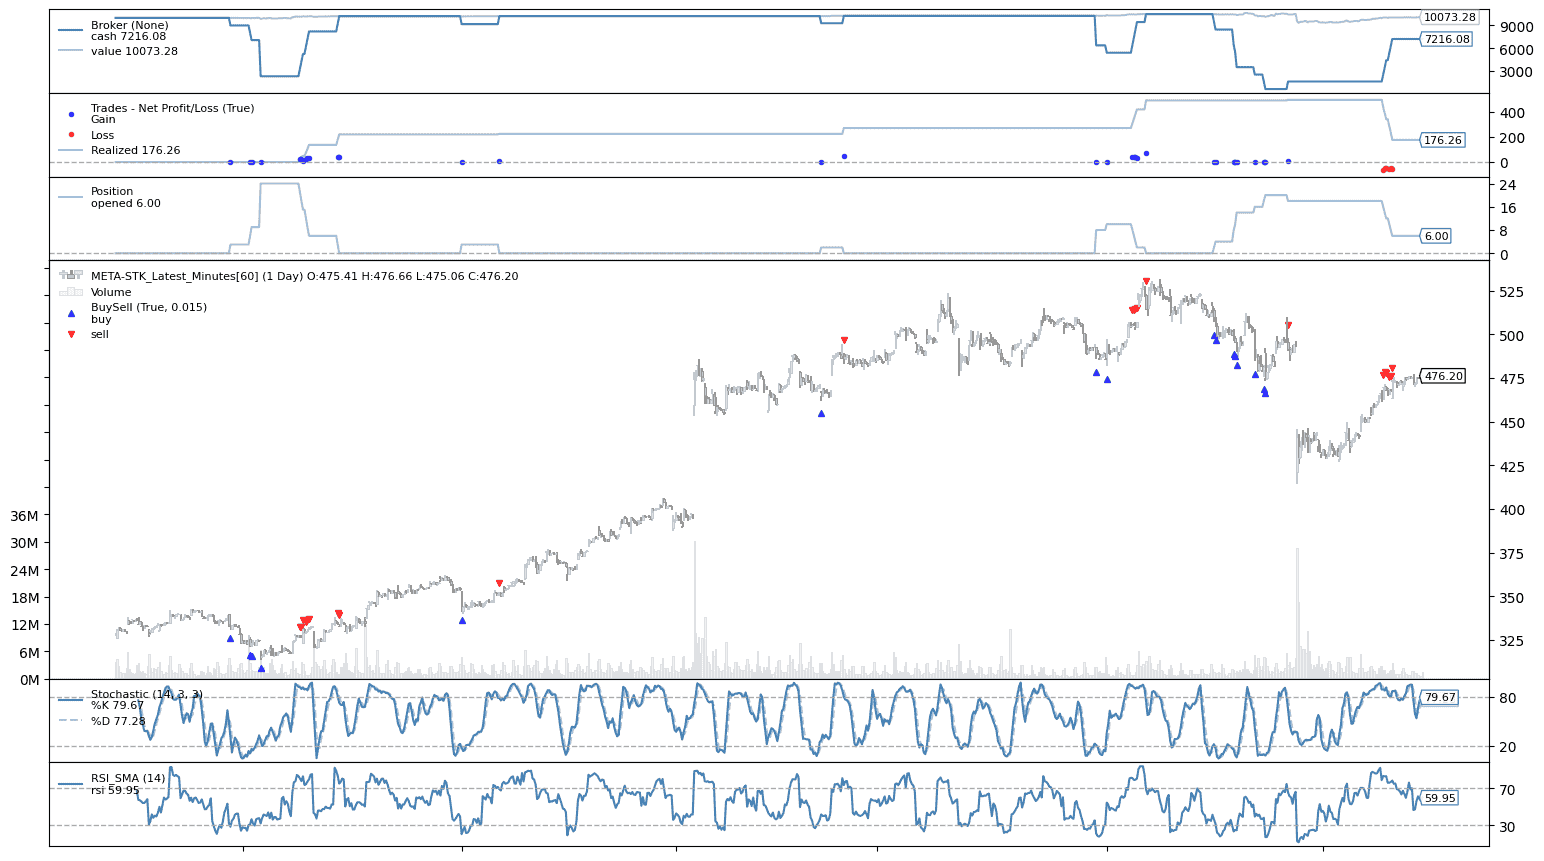 Broker (None)
cash 7216.08
value 10073.28
10073.28
9000
7216.08
6000
3000
Trades - Net Profit/Loss (True)
Gain
Loss
Realized 176.26
400
200
176.26
0
Position
opened 6.00
24
16
8
6.00
0
META-STK_Latest_Minutes[60] (1 Day) O:475.41 H:476.66 L:475.06 C:476.20
Volume
BuySell (True, 0.015)
buy
sell
525
500
476.20
475
450
425
400
375
350
325
36M
30M
24M
18M
12M
6M
0M
Stochastic (14, 3, 3)
%K 79.67
%D 77.28
79.67
80
20
RSI_SMA (14)
rsi 59.95
70
59.95
30